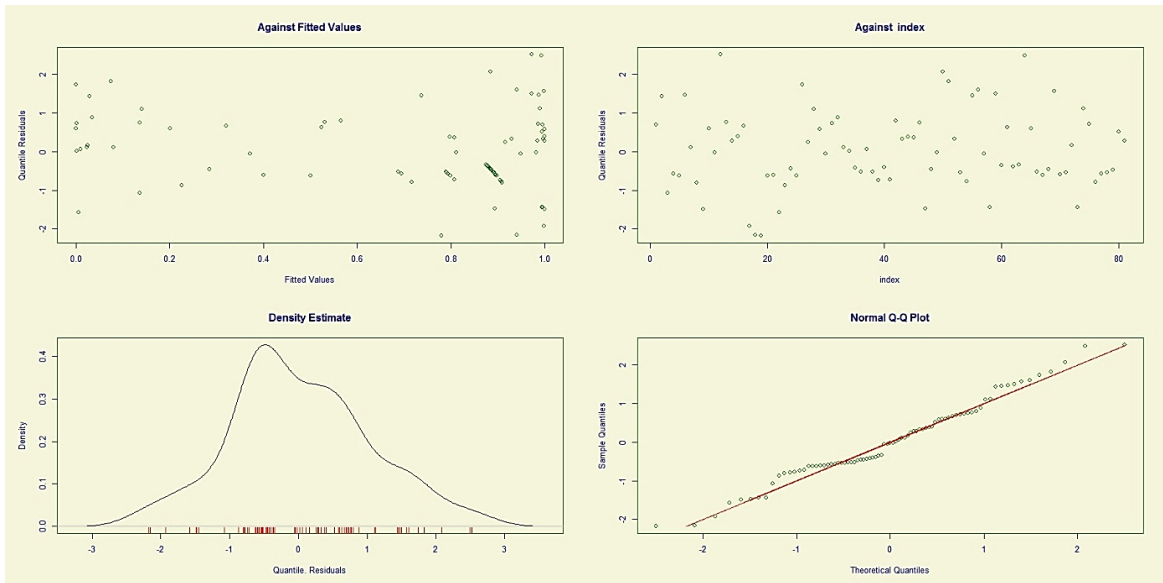 Against Fitted Values
Quantile Residuals
2
1
0
-1
-2
0.0 0.2 0.4 0.6 0.8 1.0
Fitted Values
Against index
Quantile Residuals
2
1
0
-1
-2
0 20 40 60 80
index
Density Estimate
Density
0.4
0.3
0.2
0.1
0.0
-3 -2 -1 0 1 2 3
Quantile. Residuals
Normal Q-Q Plot
Sample Quantiles
2
1
0
-1
-2
-2 -1 0 1 2
Theoretical Quantiles